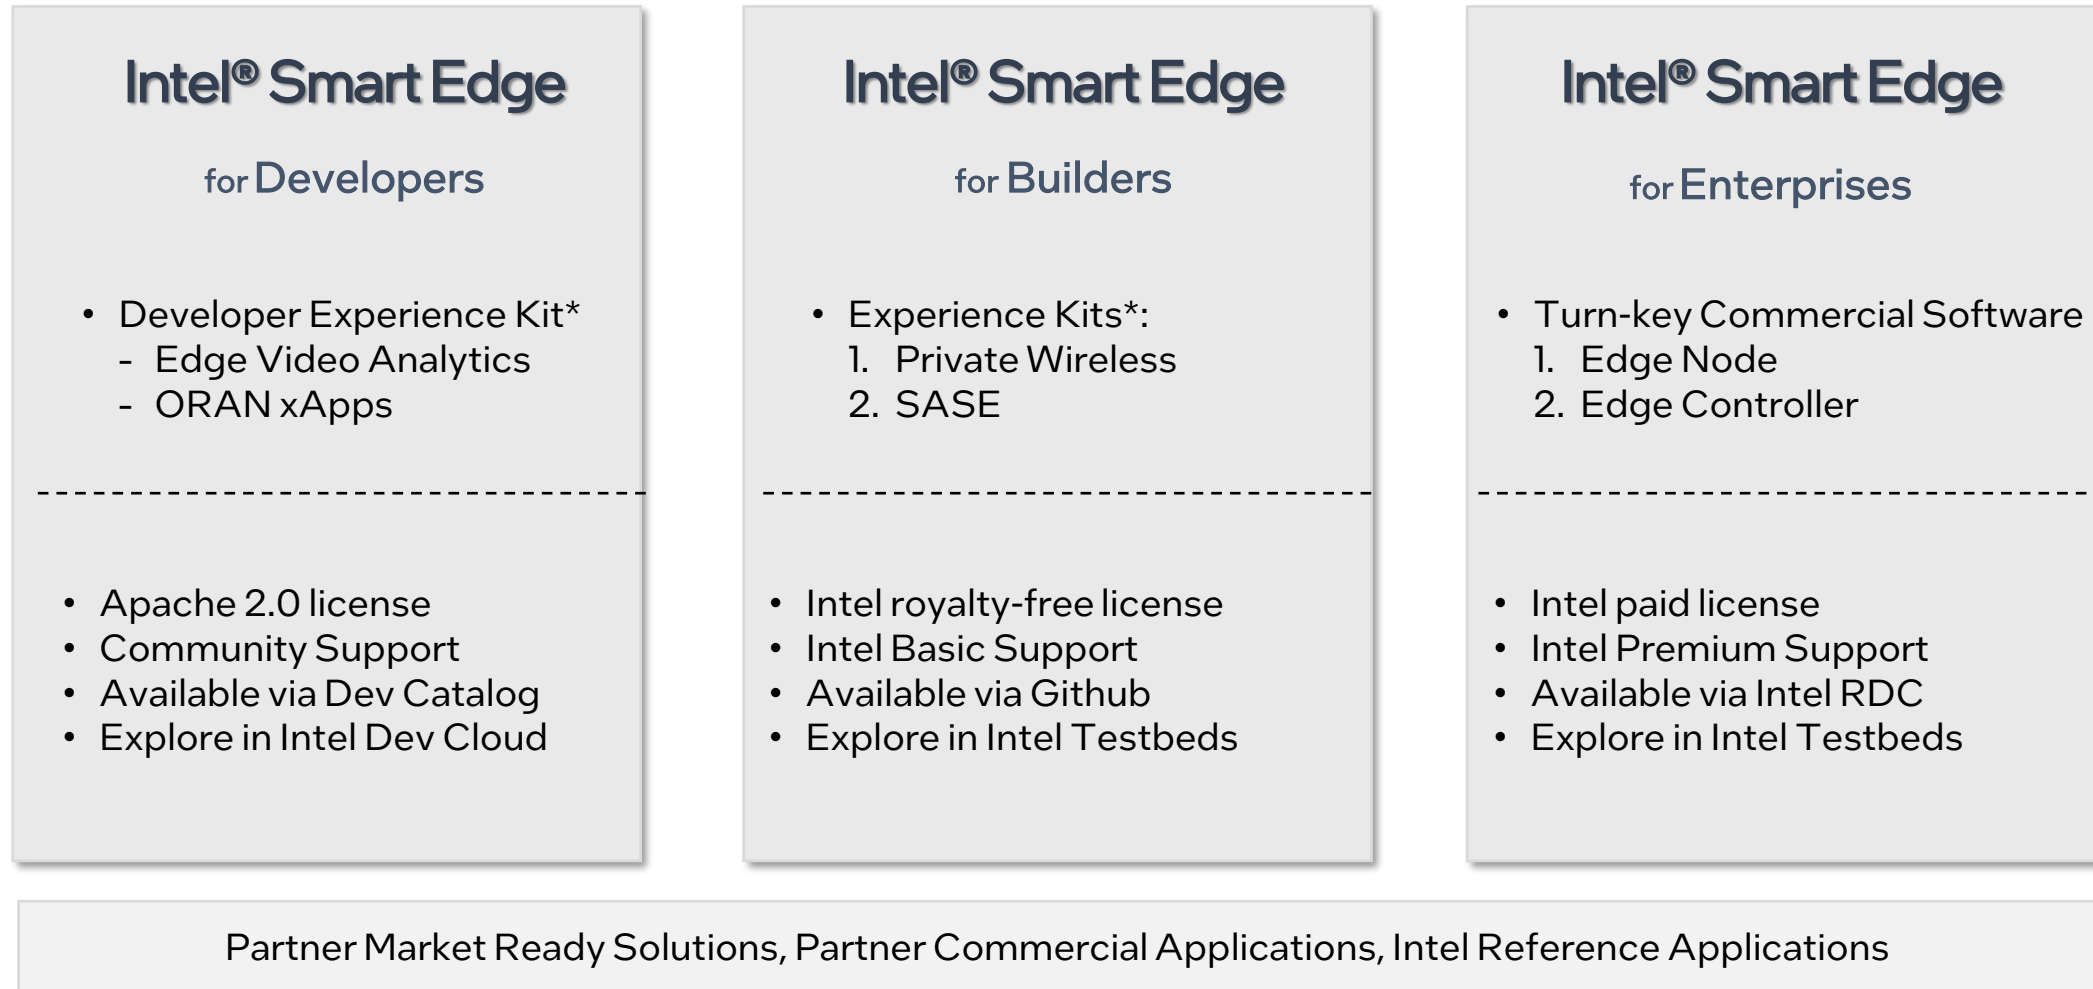 Intel® Smart Edge
for Developers
• Developer Experience Kit*
- Edge Video Analytics
- ORAN xApps
• Apache 2.0 license
• Community Support
• Available via Dev Catalog
• Explore in Intel Dev Cloud
Intel® Smart Edge
for Builders
• Experience Kits*:
1. Private Wireless
2. SASE
• Intel royalty-free license
• Intel Basic Support
• Available via Github
• Explore in Intel Testbeds
Intel® Smart Edge
for Enterprises
• Turn-key Commercial Software
1. Edge Node
2. Edge Controller
• Intel paid license
• Intel Premium Support
• Available via Intel RDC
• Explore in Intel Testbeds
Partner Market Ready Solutions, Partner Commercial Applications, Intel Reference Applications